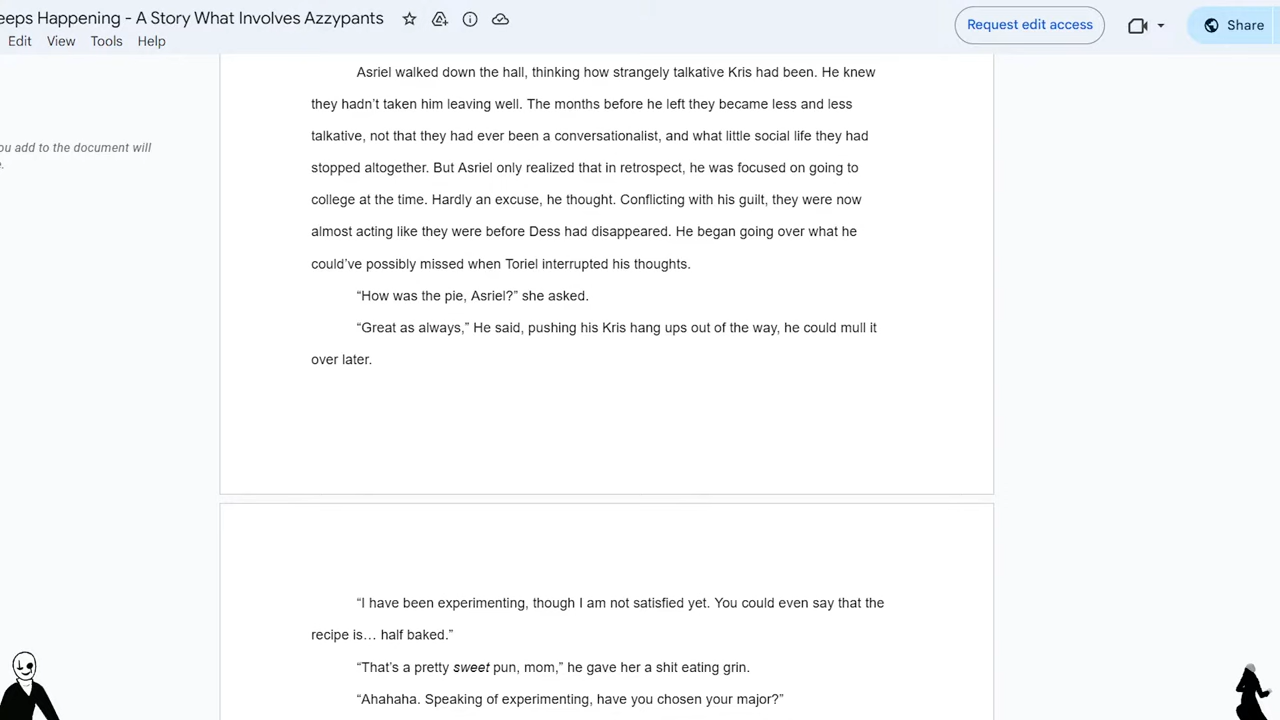 eeps Happening - A Story What Involves Azzypants
Request edit access
Share
Edit View Tools Help
ou add to the document will
e.
Asriel walked down the hall, thinking how strangely talkative Kris had been. He knew
they hadn’t taken him leaving well. The months before he left they became less and less
talkative, not that they had ever been a conversationalist, and what little social life they had
stopped altogether. But Asriel only realized that in retrospect, he was focused on going to
college at the time. Hardly an excuse, he thought. Conflicting with his guilt, they were now
almost acting like they were before Dess had disappeared. He began going over what he
could’ve possibly missed when Toriel interrupted his thoughts.
“How was the pie, Asriel?” she asked.
“Great as always,” He said, pushing his Kris hang ups out of the way, he could mull it
over later.
“I have been experimenting, though I am not satisfied yet. You could even say that the
recipe is… half baked.”
“That’s a pretty sweet pun, mom,” he gave her a shit eating grin.
“Ahahaha. Speaking of experimenting, have you chosen your major?”